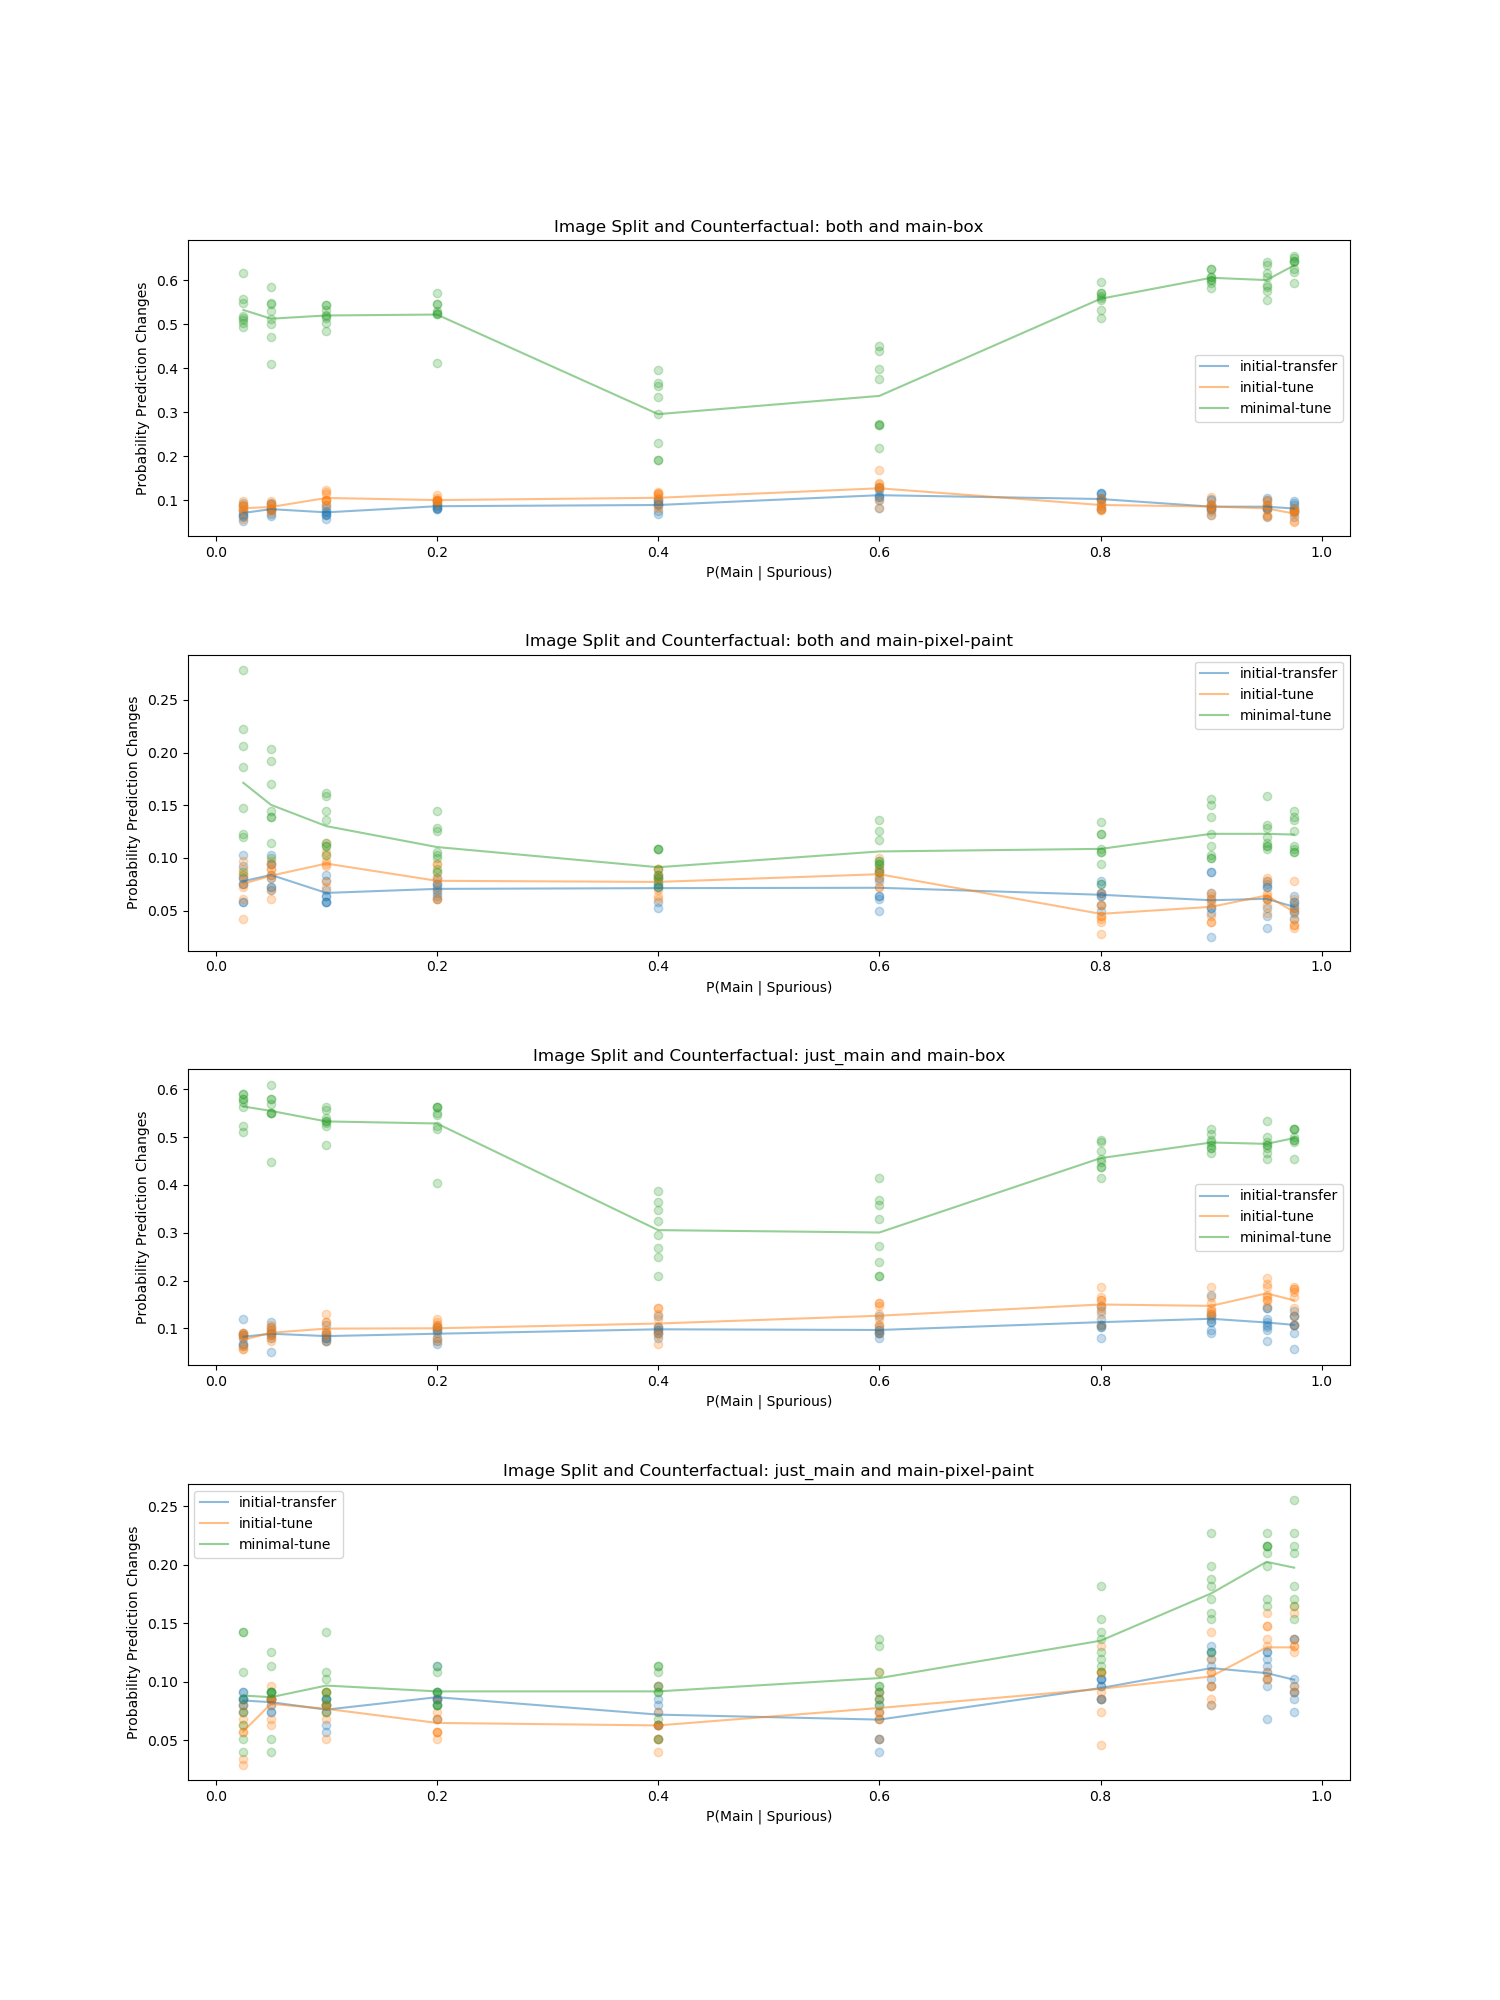 Image Split and Counterfactual: both and main-box
Probability Prediction Changes
0.6
0.5
0.4
0.3
0.2
0.1
initial-transfer
initial-tune
minimal-tune
0.0 0.2 0.4 0.6 0.8 1.0
P(Main | Spurious)
Image Split and Counterfactual: both and main-pixel-paint
Probability Prediction Changes
0.25
0.20
0.15
0.10
0.05
initial-transfer
initial-tune
minimal-tune
0.0 0.2 0.4 0.6 0.8 1.0
P(Main | Spurious)
Image Split and Counterfactual: just_main and main-box
Probability Prediction Changes
0.6
0.5
0.4
0.3
0.2
0.1
initial-transfer
initial-tune
minimal-tune
0.0 0.2 0.4 0.6 0.8 1.0
P(Main | Spurious)
Image Split and Counterfactual: just_main and main-pixel-paint
Probability Prediction Changes
0.25
0.20
0.15
0.10
0.05
initial-transfer
initial-tune
minimal-tune
0.0 0.2 0.4 0.6 0.8 1.0
P(Main | Spurious)